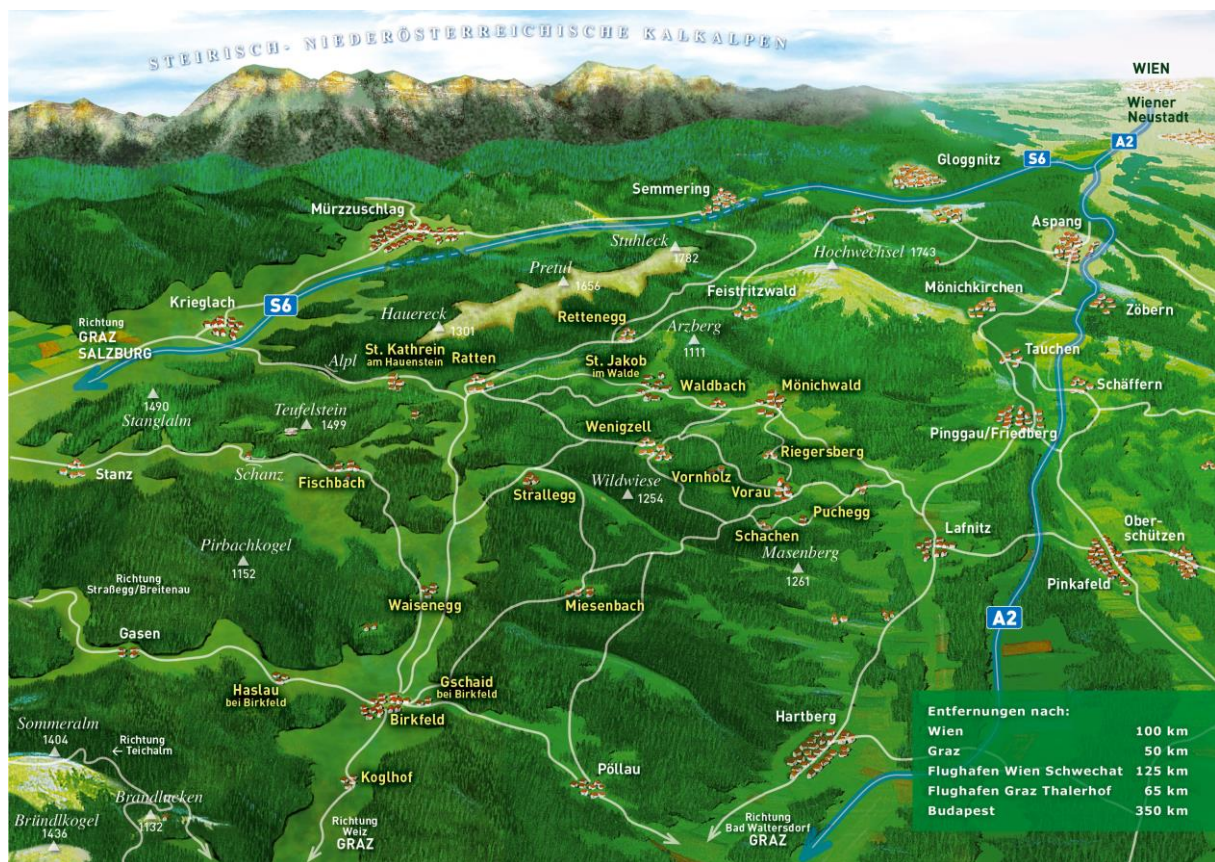 STEIRISCH- NIEDERÖSTERREICHISCHE KALKALPEN
WIEN
Wiener
Neustadt
A2
S6
Gloggnitz
Semmering
Mürzzuschlag
Aspang
Stuhleck
1782
Hochwechsel 1743
Pretul
1656
Krieglach
S6
Feistritzwald
Mönichkirchen
Zöbern
Hauereck
1301
Rettenegg
Arzberg
1111
Richtung
GRAZ
SALZBURG
St. Kathrein
am Hauenstein
Ratten
Alpl
St. Jakob
im Walde
Waldbach
Mönichwald
Tauchen
Schäffern
1490
Stanglalm
Teufelstein
1499
Pinggau/Friedberg
Wenigzell
Riegersberg
Stanz
Schanz
Fischbach
Strallegg
Wildwiese
1254
Vornholz
Vorau
Puchegg
Schachen
Masenberg
1261
Lafnitz
Ober-
schützen
Pinkafeld
Pirbachkogel
1152
Richtung
Straßegg/Breitenau
Waisenegg
Miesenbach
A2
Gasen
Haslau
bei Birkfeld
Gschaid
bei Birkfeld
Birkfeld
Hartberg
Sommeralm
1404
Richtung
← Teichalm
Koglhof
Pöllau
Brandlucken
1132
Bründlkogel
1436
Richtung
Weiz
GRAZ
Richtung
Bad Waltersdorf
GRAZ
Entfernungen nach:
Wien 100 km
Graz 50 km
Flughafen Wien Schwechat 125 km
Flughafen Graz Thalerhof 65 km
Budapest 350 km